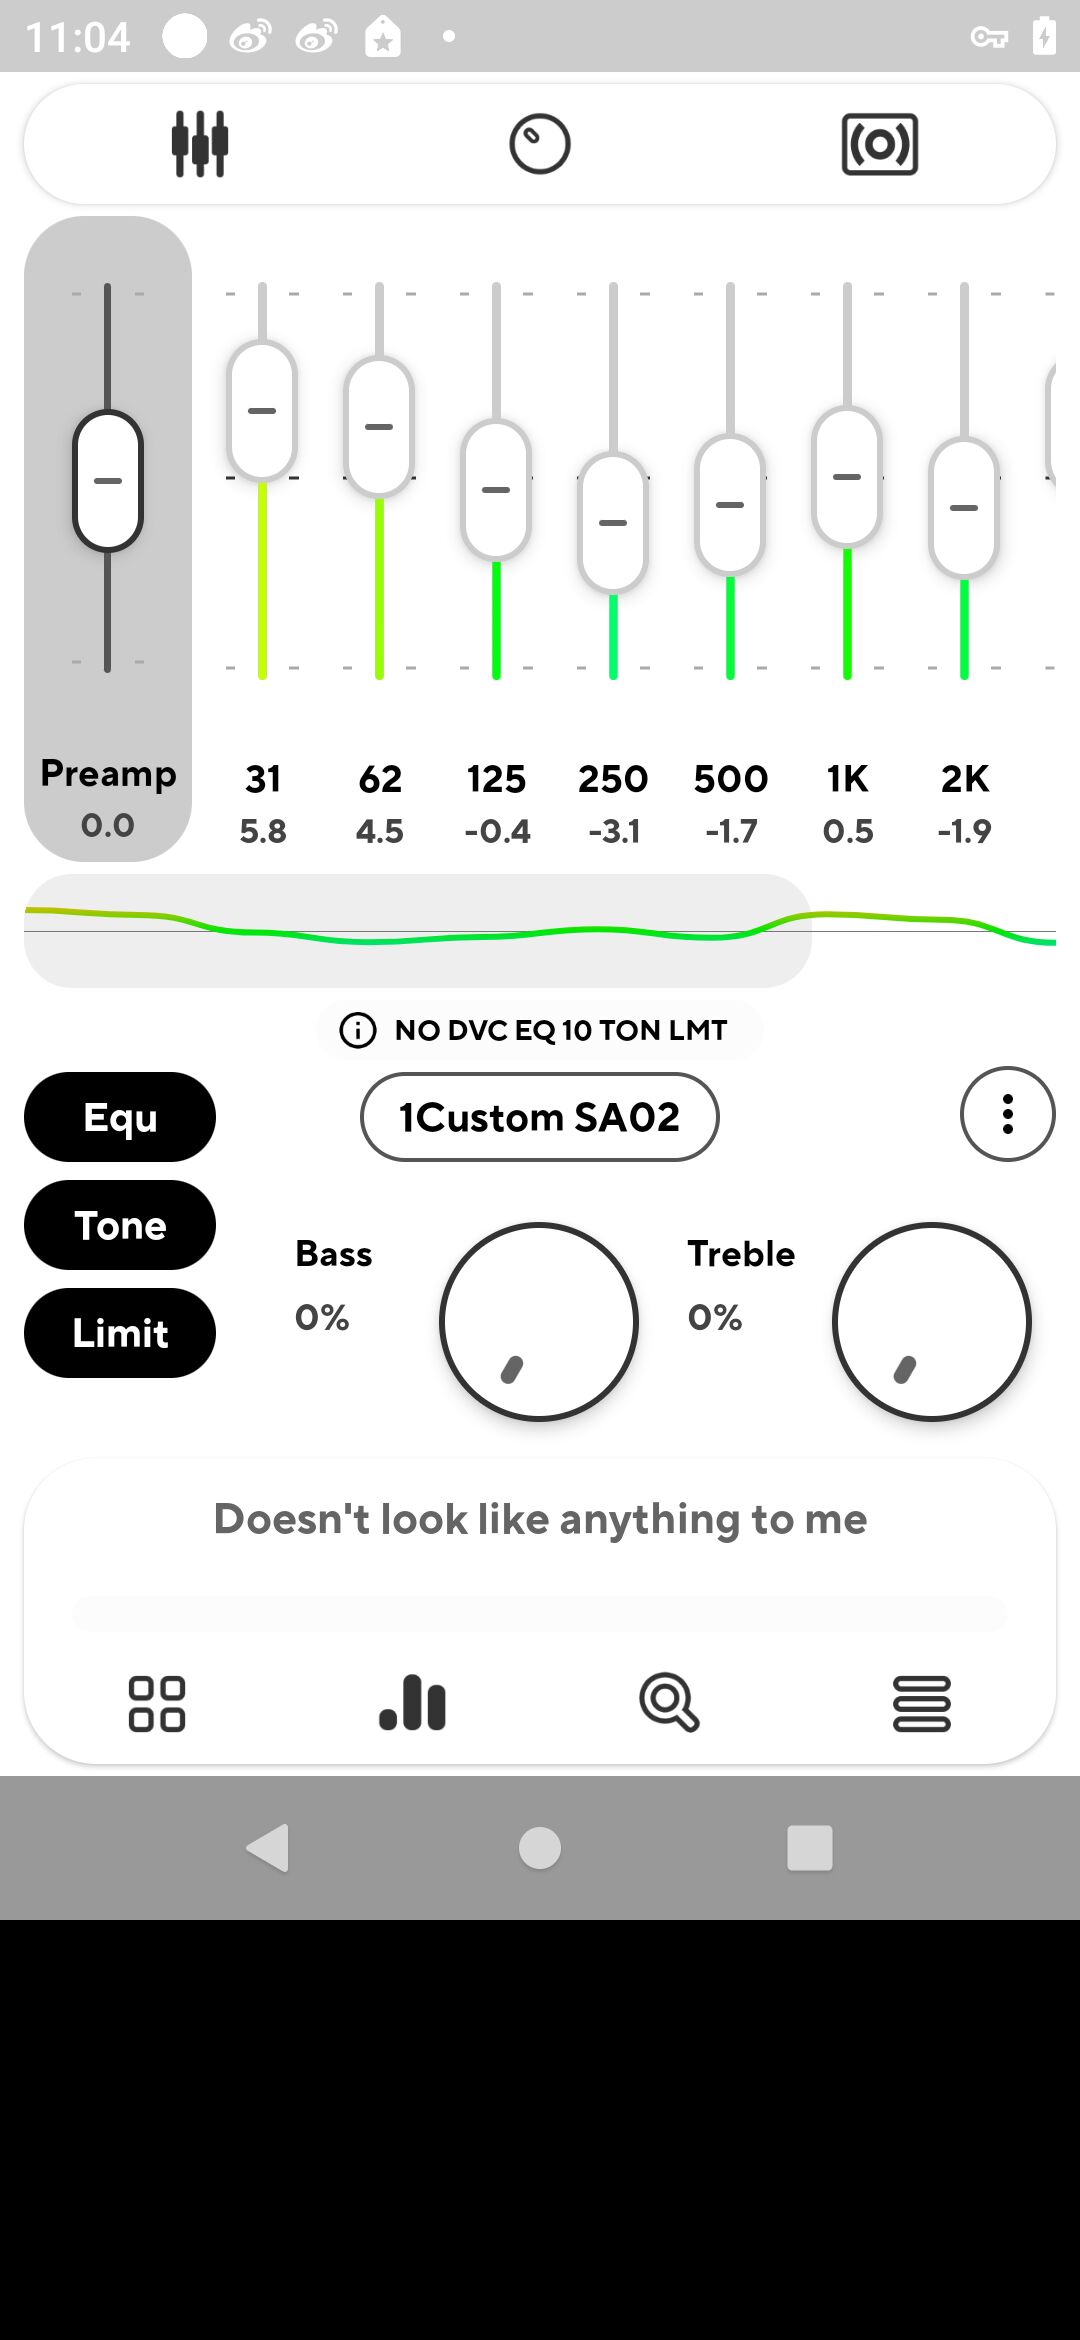 11:04
Preamp 31 62 125 250 500 1K 2K
0.0 5.8 4.5 -0.4 -3.1 -1.7 0.5 -1.9
NO DVC EQ 10 TON LMT
Equ 1Custom SA02
Tone
Bass Treble
0% 0%
Limit
Doesn't look like anything to me